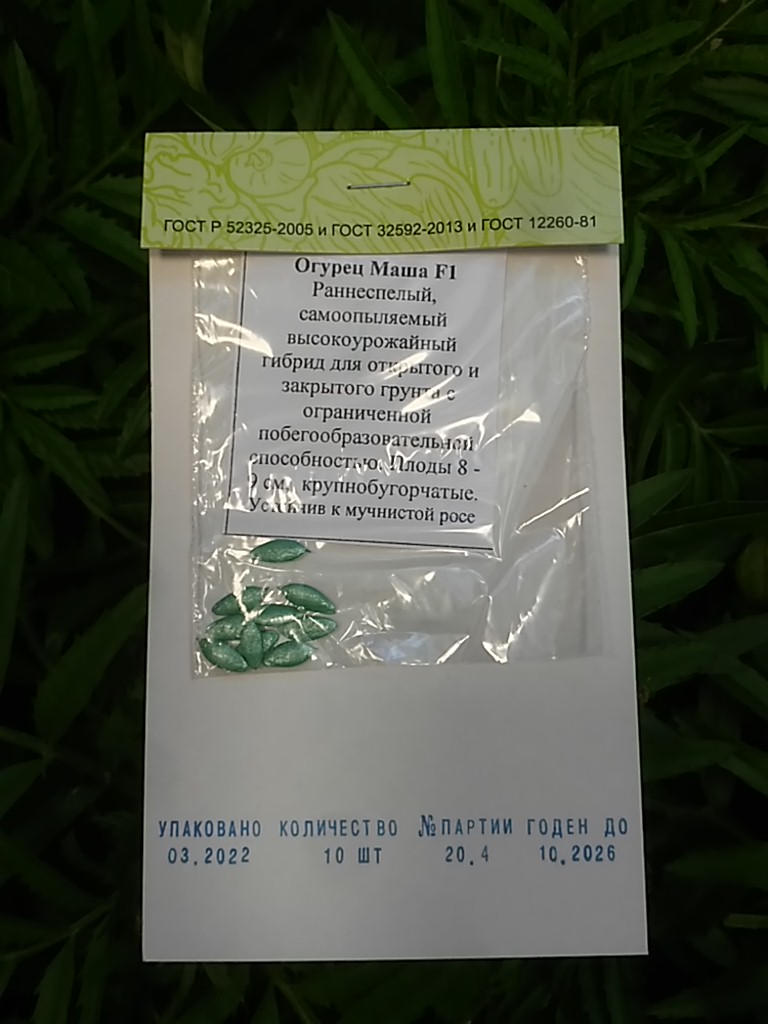 ГОСТ Р 52325-2005 и ГОСТ 32592-2013 и ГОСТ 12260-81
Огурец Маша F1
Раннеспелый,
самоопыляемый
высокоурожайный
гибрид для открытого и
закрытого грунта с
ограниченной
побегообразовательной
способностью. Плоды 8 -
9 см., крупнобугорчатые.
Устойчив к мучнистой росе
УПАКОВАНО КОЛИЧЕСТВО №ПАРТИИ ГОДЕН ДО
03.2022 10 ШТ 20.4 10.2026